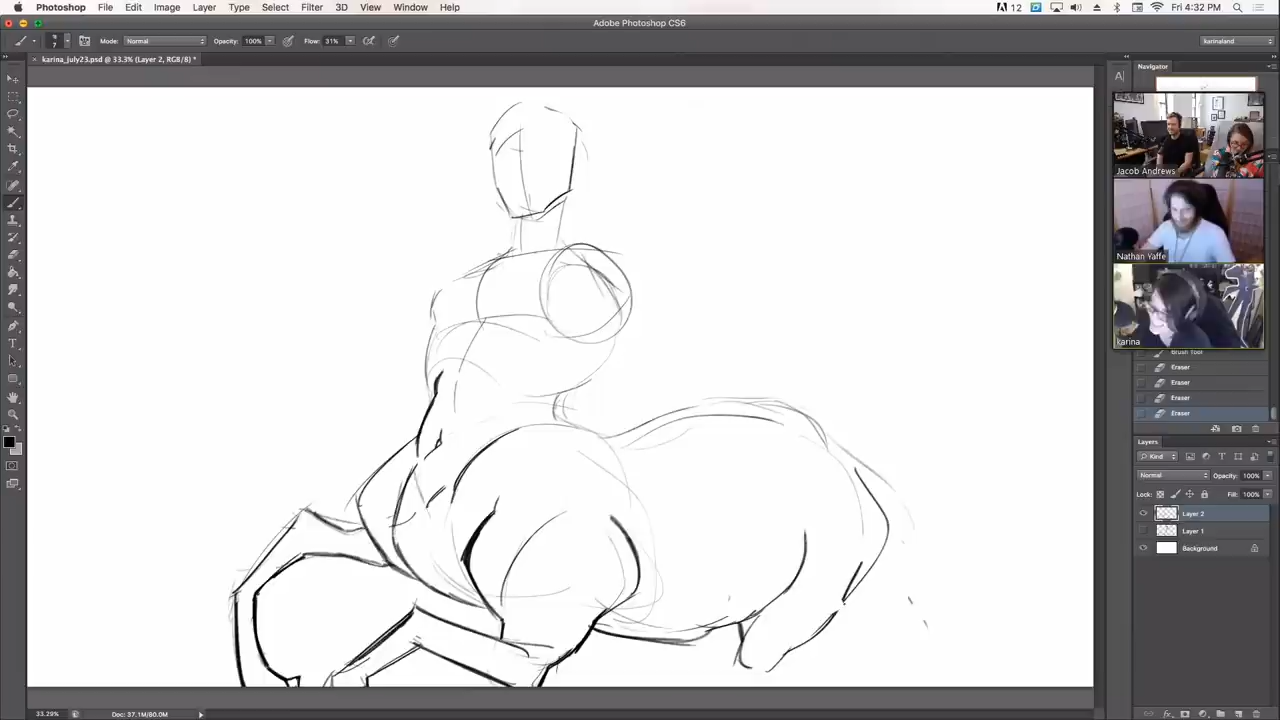 Photoshop File Edit Image Layer Type Select Filter 3D View Window Help 12 Fri 4:32 PM
Adobe Photoshop CS6
7 Mode: Normal Opacity: 100% Flow: 31% karinaland
karina_july23.psd @ 33.3% (Layer 2, RGB/8) *
Navigator
Jacob Andrews
Nathan Yaffe
karina
Brush Tool
Eraser
Eraser
Eraser
Eraser
Layers
Kind
Normal Opacity: 100%
Lock: Fill: 100%
Layer 2
Layer 1
Background
33.29% Doc: 37.1M/80.0M